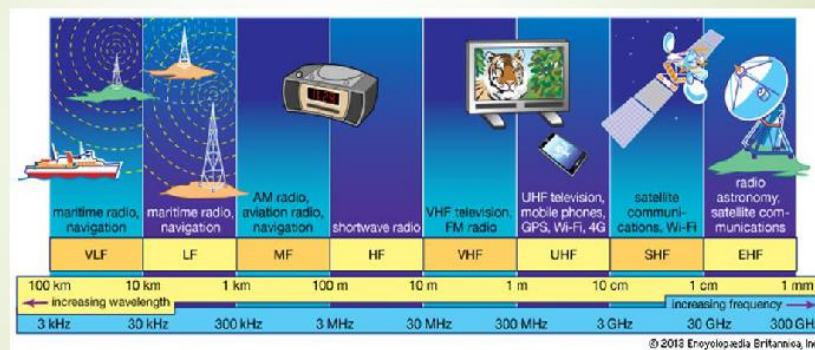 11:29
maritime radio,
navigation
maritime radio,
navigation
AM radio,
aviation radio,
navigation
shortwave radio
VHF television,
FM radio
UHF television,
mobile phones,
GPS, Wi-Fi, 4G
satellite
communi-
cations, Wi-Fi
radio
astronomy,
satellite com-
munications
VLF LF MF HF VHF UHF SHF EHF
100 km 10 km 1 km 100 m 10 m 1 m 10 cm 1 cm 1 mm
increasing wavelength increasing frequency
3 kHz 30 kHz 300 kHz 3 MHz 30 MHz 300 MHz 3 GHz 30 GHz 300 GHz
© 2013 Encyclopædia Britannica, Inc